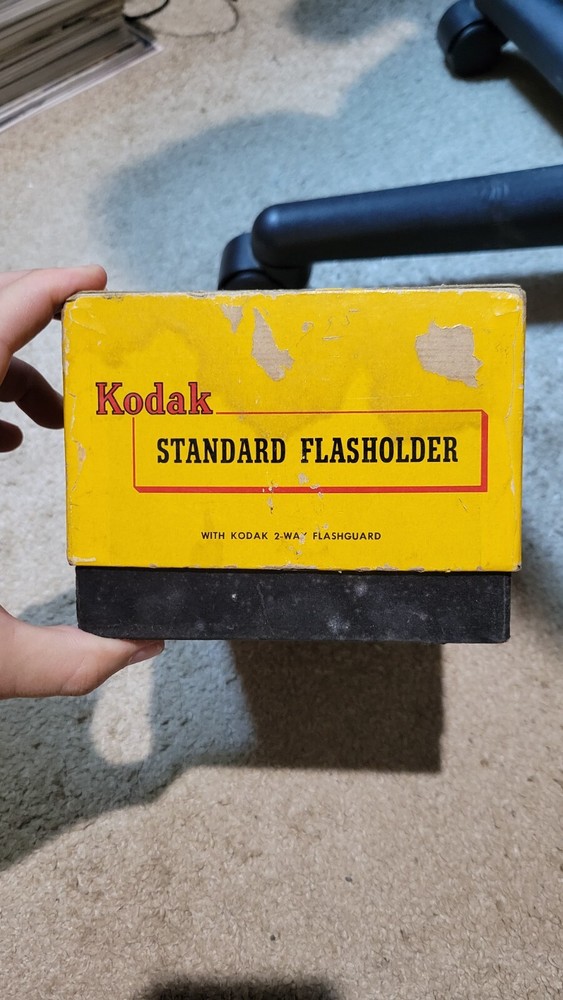 Kodak
STANDARD FLASHOLDER
WITH KODAK 2-WAY FLASHGUARD